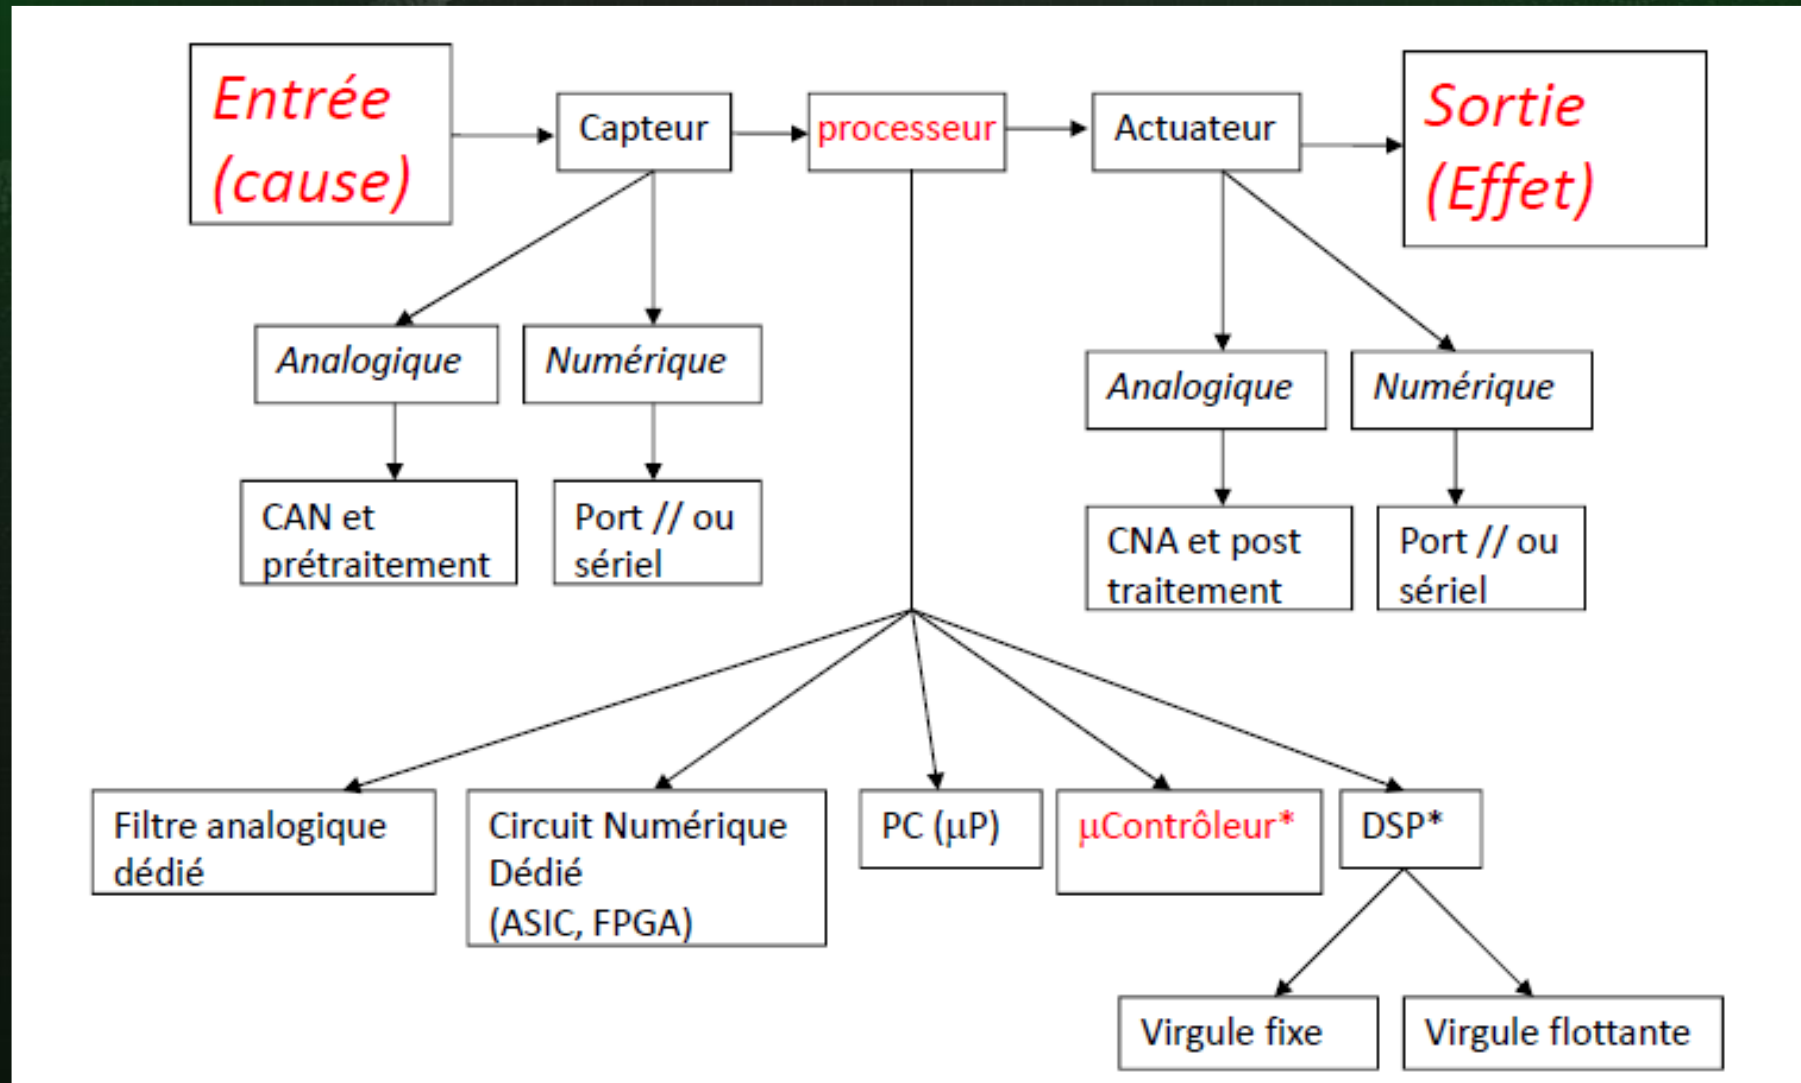 Entrée
(cause)
Capteur
processeur
Actuateur
Sortie
(Effet)
Analogique
Numérique
Analogique
Numérique
CAN et
prétraitement
Port // ou
sériel
CNA et post
traitement
Port // ou
sériel
Filtre analogique
dédié
Circuit Numérique
Dédié
(ASIC, FPGA)
PC (µP)
µContrôleur*
DSP*
Virgule fixe
Virgule flottante